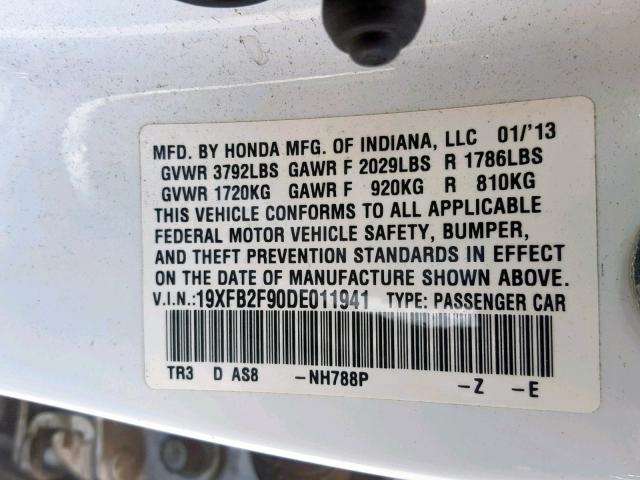 MFD. BY HONDA MFG. OF INDIANA, LLC 01/'13
GVWR 3792LBS GAWR F 2029LBS R 1786LBS
GVWR 1720KG GAWR F 920KG R 810KG
THIS VEHICLE CONFORMS TO ALL APPLICABLE
FEDERAL MOTOR VEHICLE SAFETY, BUMPER,
AND THEFT PREVENTION STANDARDS IN EFFECT
ON THE DATE OF MANUFACTURE SHOWN ABOVE.
V.I.N.:19XFB2F90DE011941 TYPE: PASSENGER CAR
TR3 D AS8 -NH788P -Z -E